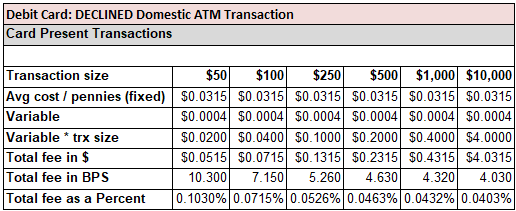 Debit Card: DECLINED Domestic ATM Transaction
Card Present Transactions
Transaction size $50 $100 $250 $500 $1,000 $10,000
Avg cost / pennies (fixed) $0.0315 $0.0315 $0.0315 $0.0315 $0.0315 $0.0315
Variable $0.0004 $0.0004 $0.0004 $0.0004 $0.0004 $0.0004
Variable * trx size $0.0200 $0.0400 $0.1000 $0.2000 $0.4000 $4.0000
Total fee in $ $0.0515 $0.0715 $0.1315 $0.2315 $0.4315 $4.0315
Total fee in BPS 10.300 7.150 5.260 4.630 4.320 4.030
Total fee as a Percent 0.1030% 0.0715% 0.0526% 0.0463% 0.0432% 0.0403%